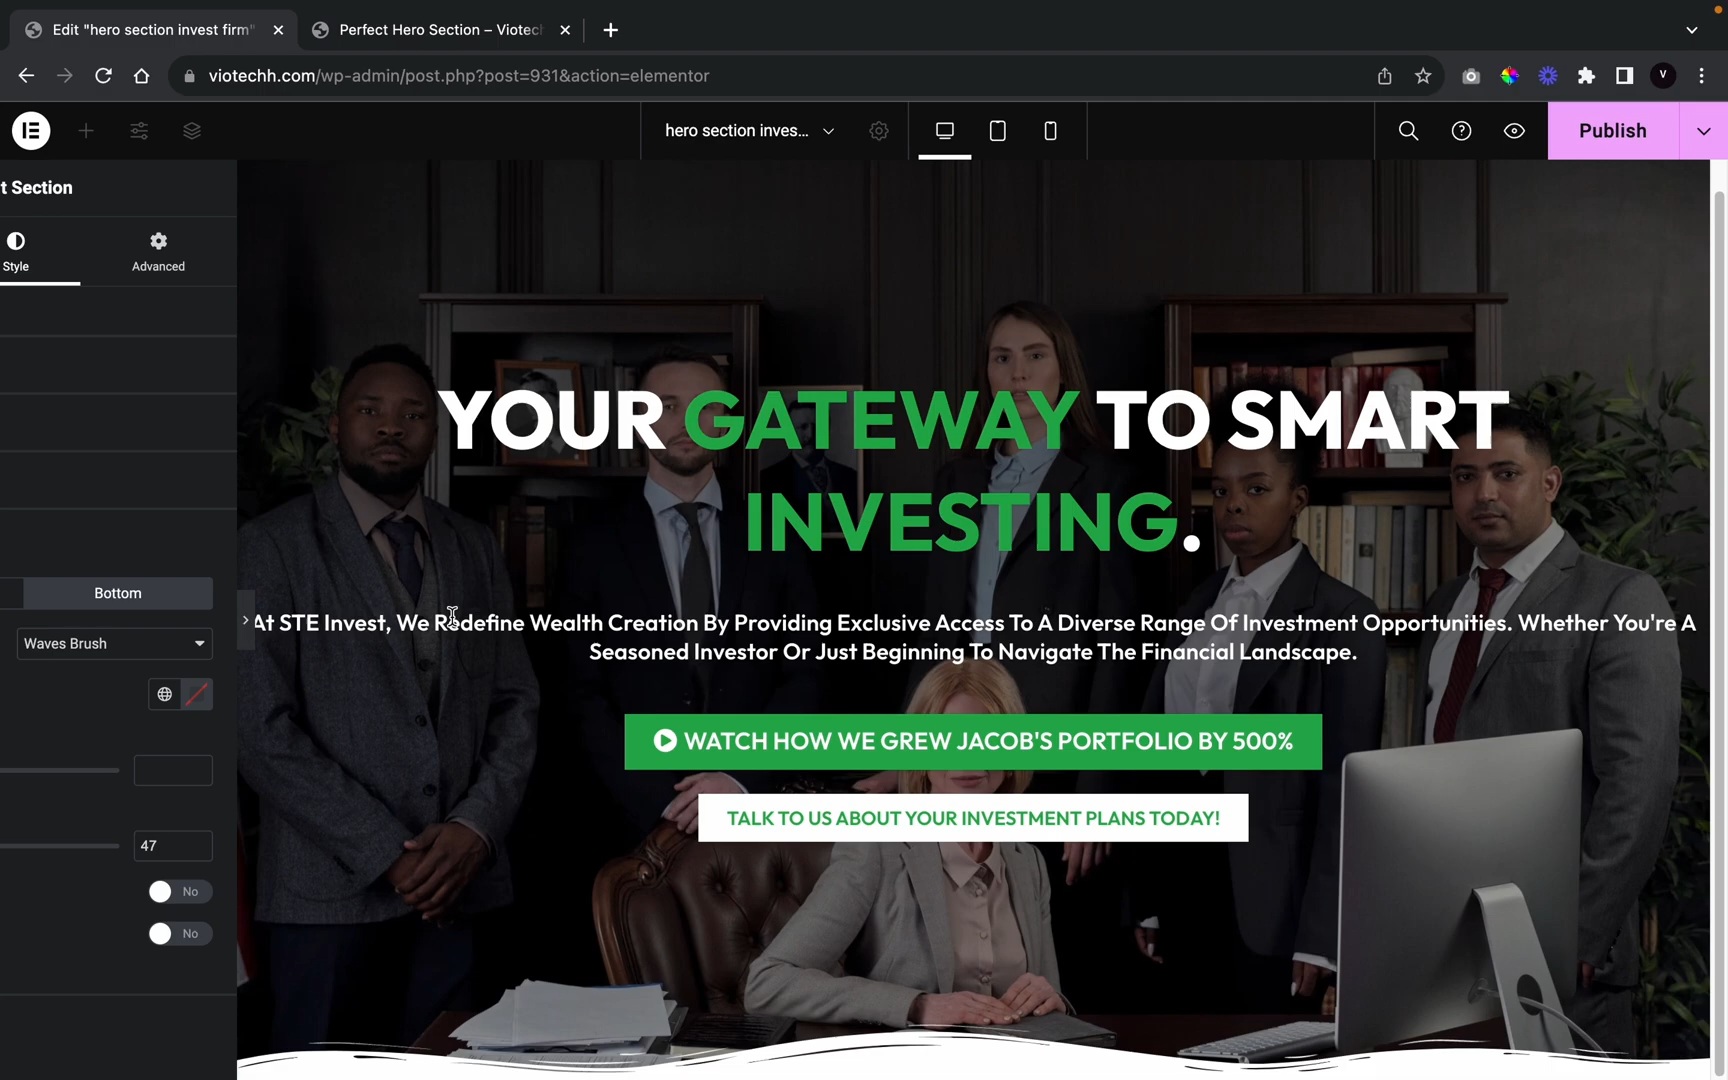 Edit "hero section invest firm"
Perfect Hero Section – Viotech
viotechh.com/wp-admin/post.php?post=931&action=elementor
V
hero section inves...
Publish
t Section
Style
Advanced
YOUR GATEWAY TO SMART
INVESTING.
Bottom
At STE Invest, We Redefine Wealth Creation By Providing Exclusive Access To A Diverse Range Of Investment Opportunities. Whether You're A
Seasoned Investor Or Just Beginning To Navigate The Financial Landscape.
Waves Brush
WATCH HOW WE GREW JACOB'S PORTFOLIO BY 500%
TALK TO US ABOUT YOUR INVESTMENT PLANS TODAY!
47
No
No